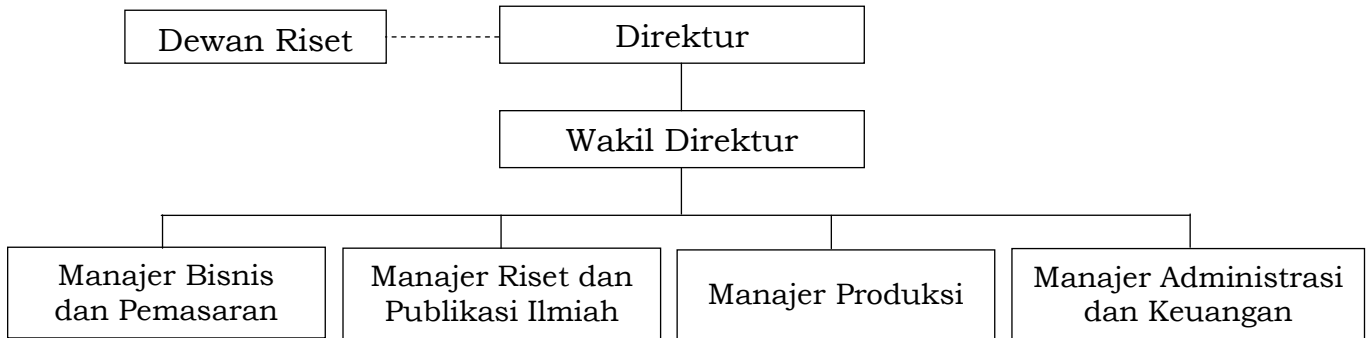 Dewan Riset
Direktur
Wakil Direktur
Manajer Bisnis
dan Pemasaran
Manajer Riset dan
Publikasi Ilmiah
Manajer Produksi
Manajer Administrasi
dan Keuangan